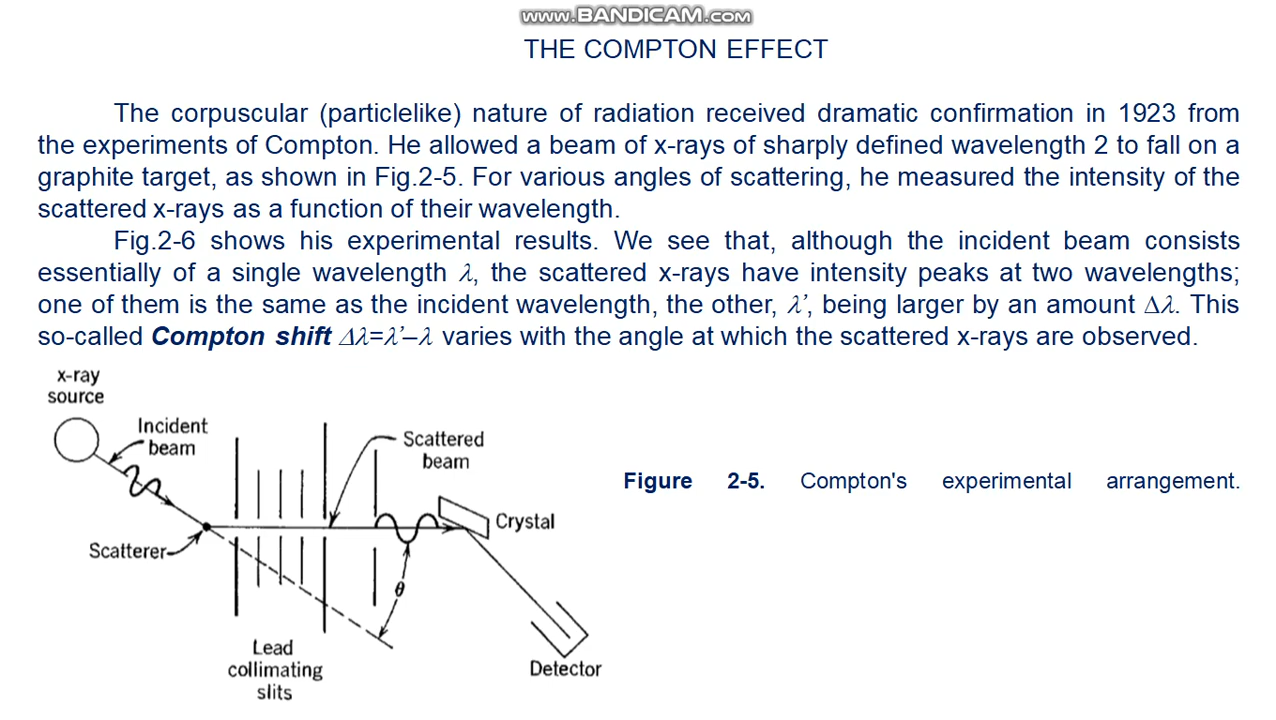 www.BANDICAM.com
THE COMPTON EFFECT
The corpuscular (particlelike) nature of radiation received dramatic confirmation in 1923 from
the experiments of Compton. He allowed a beam of x-rays of sharply defined wavelength 2 to fall on a
graphite target, as shown in Fig.2-5. For various angles of scattering, he measured the intensity of the
scattered x-rays as a function of their wavelength.
Fig.2-6 shows his experimental results. We see that, although the incident beam consists
essentially of a single wavelength λ, the scattered x-rays have intensity peaks at two wavelengths;
one of them is the same as the incident wavelength, the other, λ’, being larger by an amount Δλ. This
so-called Compton shift Δλ=λ’–λ varies with the angle at which the scattered x-rays are observed.
x-ray
source
Incident
beam
Scattered
beam
Figure 2-5. Compton's experimental arrangement.
Crystal
Scatterer
θ
Lead
collimating
slits
Detector